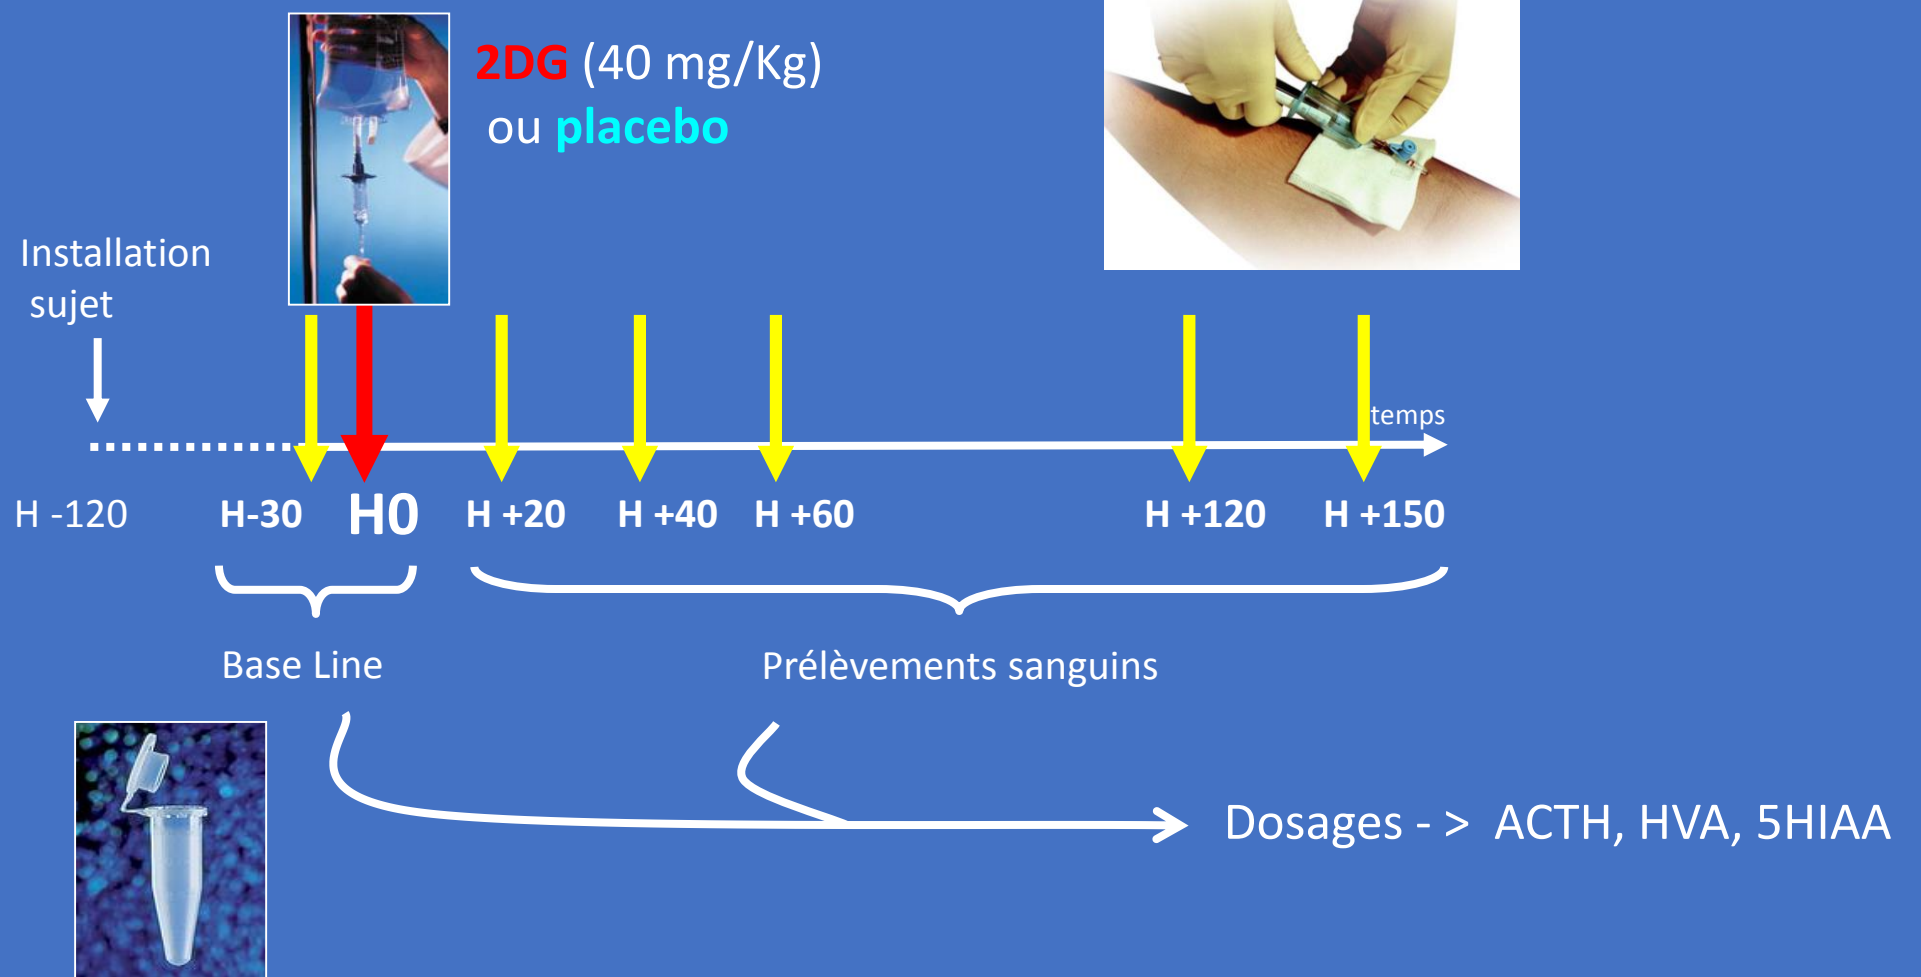 2DG (40 mg/Kg)
ou placebo
Installation
sujet
temps
H -120
H-30
H0
H +20
H +40
H +60
H +120
H +150
Base Line
Prélèvements sanguins
Dosages - > ACTH, HVA, 5HIAA